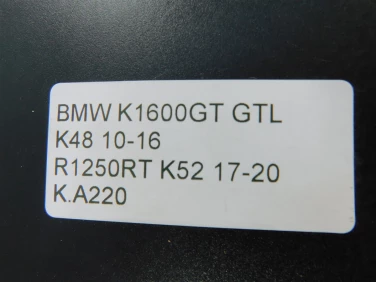 BMW K1600GT GTL
K48 10-16
R1250RT K52 17-20
K.A220